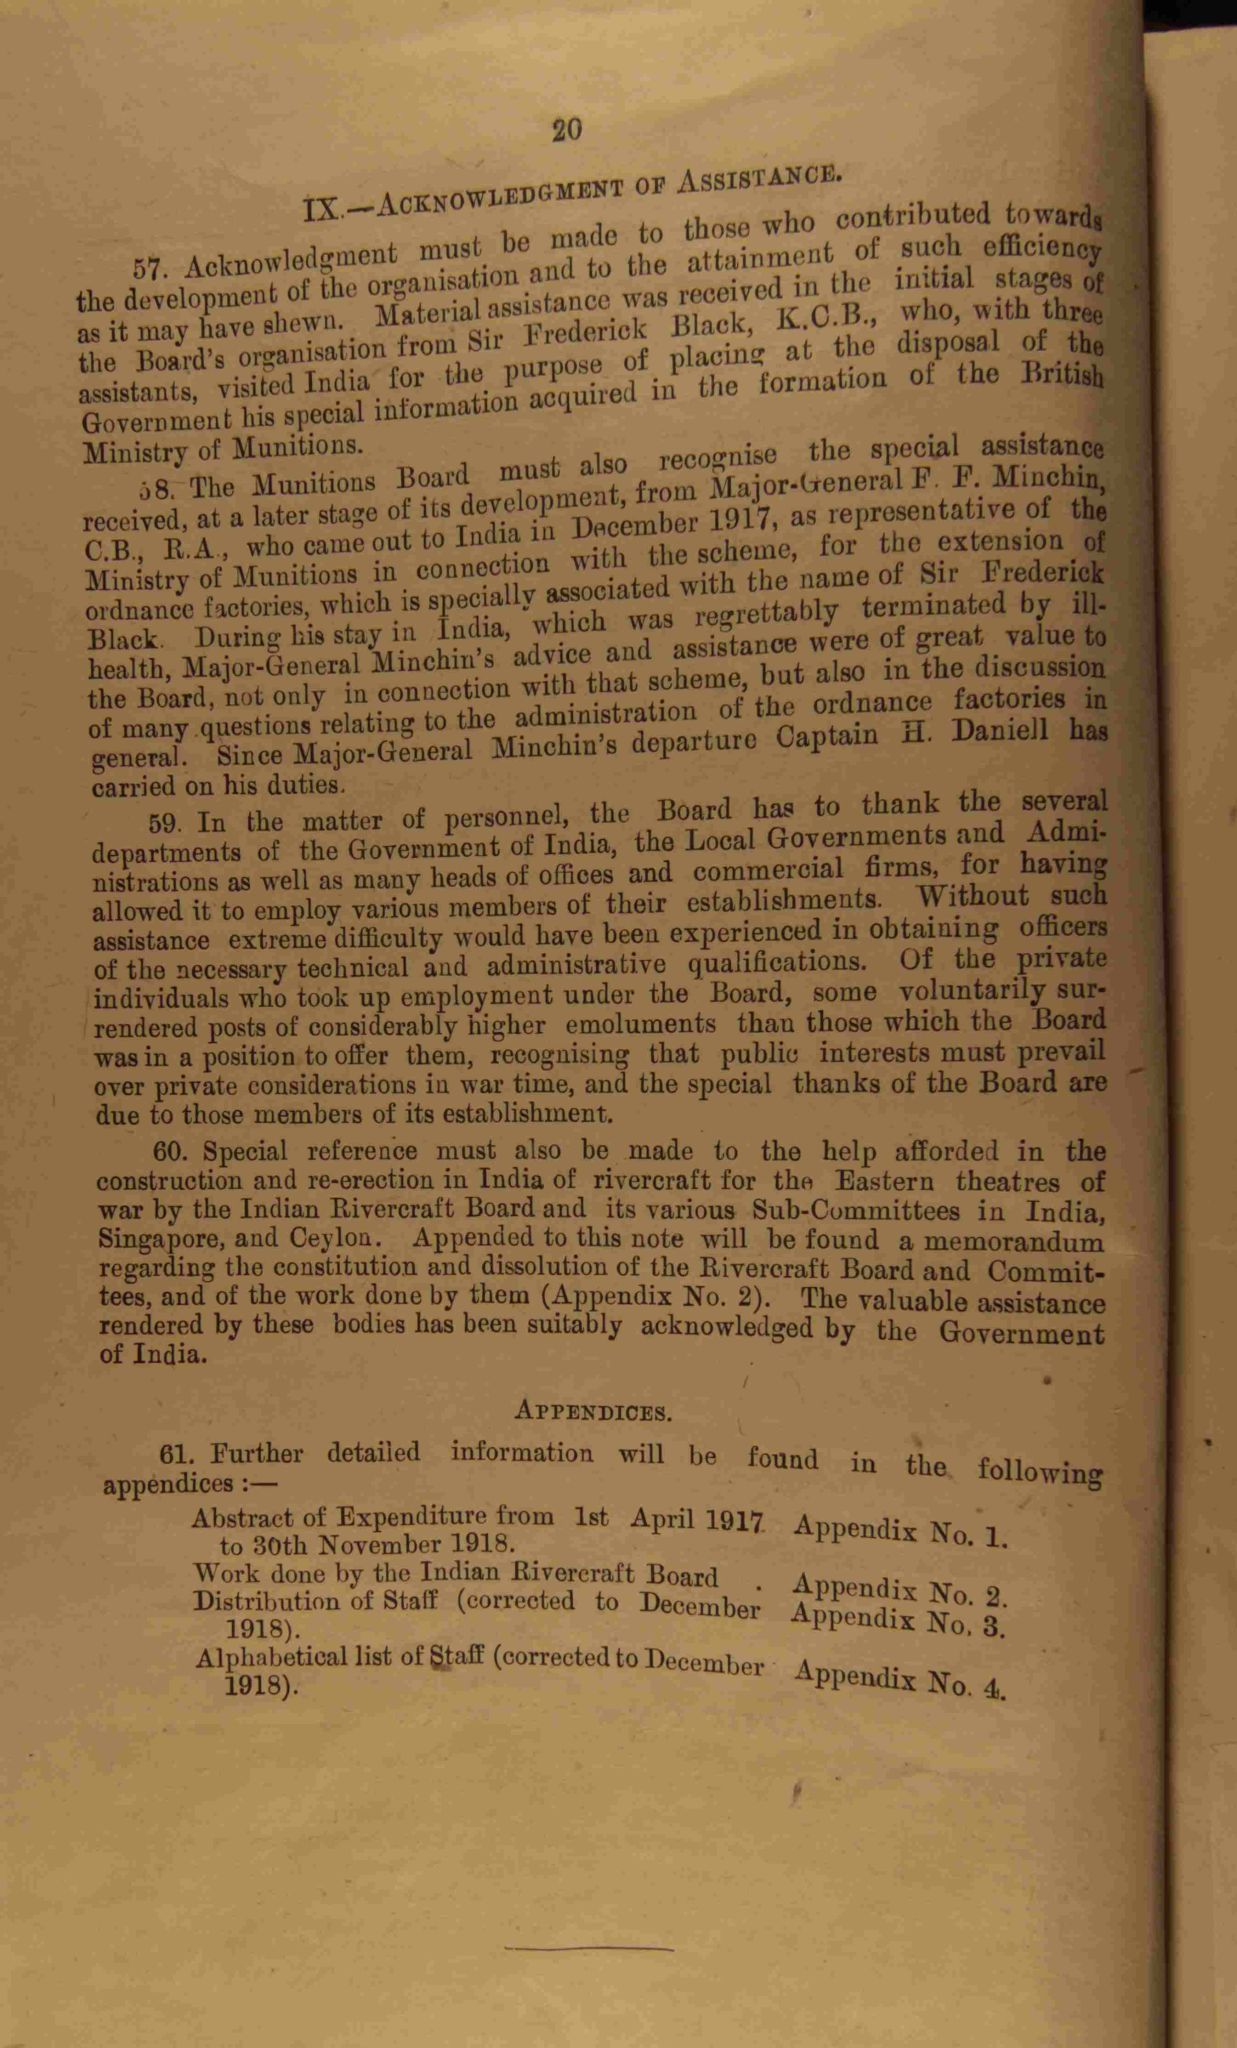 20
IX.—ACKNOWLEDGMENT OF ASSISTANCE.
57. Acknowledgment must be made to those who contributed towards
the development of the organisation and to the attainment of such efficiency
as it may have shewn. Material assistance was received in the initial stages of
the Board's organisation from Sir Frederick Black, K.C.B., who, with three
assistants, visited India for the purpose of placing at the disposal of the
Government his special information acquired in the formation of the British
Ministry of Munitions.
58. The Munitions Board must also recognise the special assistance
received, at a later stage of its development, from Major-General F. F. Minchin,
C.B., R.A., who came out to India in December 1917, as representative of the
Ministry of Munitions in connection with the scheme, for the extension of
ordnance factories, which is specially associated with the name of Sir Frederick
Black. During his stay in India, which was regrettably terminated by ill-
health, Major-General Minchin's advice and assistance were of great value to
the Board, not only in connection with that scheme, but also in the discussion
of many questions relating to the administration of the ordnance factories in
general. Since Major-General Minchin's departure Captain H. Daniell has
carried on his duties.
59. In the matter of personnel, the Board has to thank the several
departments of the Government of India, the Local Governments and Admi-
nistrations as well as many heads of offices and commercial firms, for having
allowed it to employ various members of their establishments. Without such
assistance extreme difficulty would have been experienced in obtaining officers
of the necessary technical and administrative qualifications. Of the private
individuals who took up employment under the Board, some voluntarily sur-
rendered posts of considerably higher emoluments than those which the Board
was in a position to offer them, recognising that public interests must prevail
over private considerations in war time, and the special thanks of the Board are
due to those members of its establishment.
60. Special reference must also be made to the help afforded in the
construction and re-erection in India of rivercraft for the Eastern theatres of
war by the Indian Rivercraft Board and its various Sub-Committees in India,
Singapore, and Ceylon. Appended to this note will be found a memorandum
regarding the constitution and dissolution of the Rivercraft Board and Commit-
tees, and of the work done by them (Appendix No. 2). The valuable assistance
rendered by these bodies has been suitably acknowledged by the Government
of India.
APPENDICES.
61. Further detailed information will be found in the following
appendices :—
Abstract of Expenditure from 1st April 1917 Appendix No. 1.
to 30th November 1918.
Work done by the Indian Rivercraft Board . Appendix No. 2.
Distribution of Staff (corrected to December Appendix No. 3.
1918).
Alphabetical list of Staff (corrected to December Appendix No. 4.
1918).